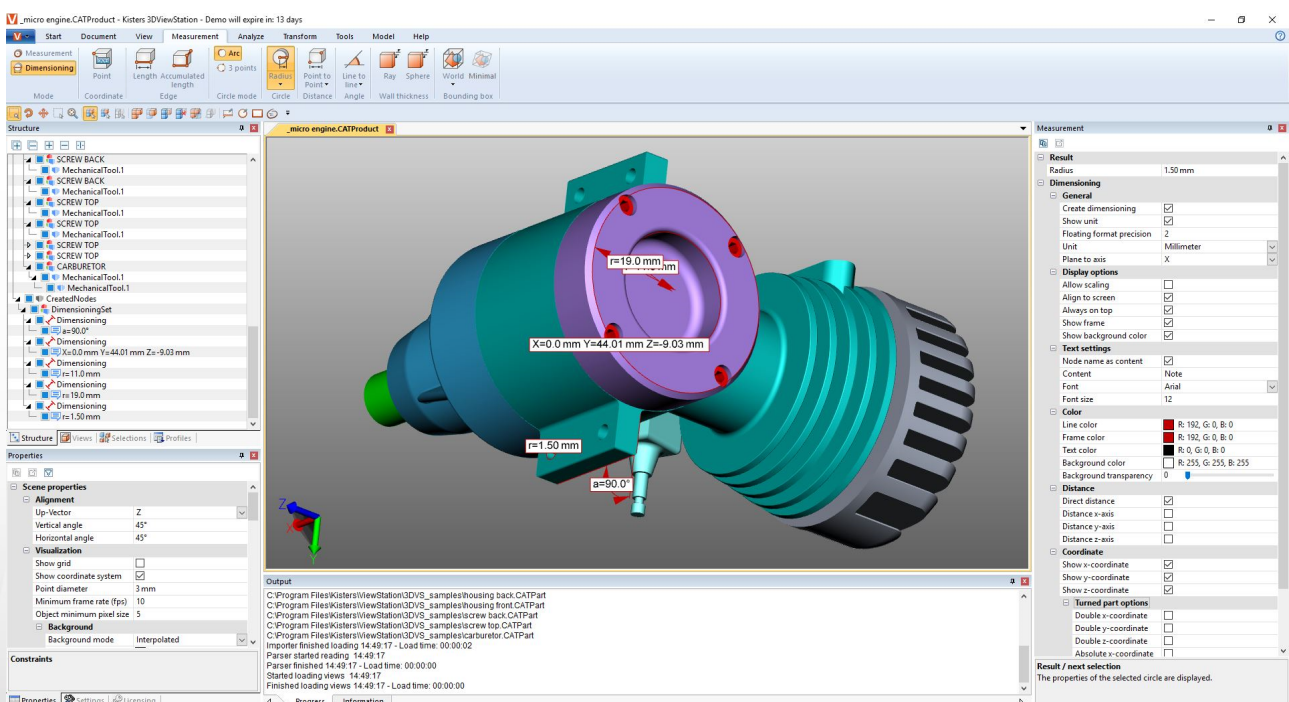 _micro engine.CATProduct - Kisters 3DViewStation - Demo will expire in: 13 days
Start Document View Measurement Analyze Transform Tools Model Help
Measurement
Dimensioning
Mode
Point
Coordinate
Length Accumulated length
Edge
Arc
3 points
Circle mode
Radius
Circle
Point to Point
Distance
Line to line
Angle
Ray Sphere
Wall thickness
World Minimal
Bounding box
Structure
SCREW BACK
MechanicalTool.1
SCREW BACK
MechanicalTool.1
SCREW TOP
MechanicalTool.1
SCREW TOP
MechanicalTool.1
SCREW TOP
SCREW TOP
CARBURETOR
MechanicalTool.1
MechanicalTool.1
CreatedNodes
DimensioningSet
Dimensioning
a=90.0°
Dimensioning
X=0.0 mm Y=44.01 mm Z=-9.03 mm
Dimensioning
r=11.0 mm
Dimensioning
r=19.0 mm
Dimensioning
r=1.50 mm
Structure Views Selections Profiles
Properties
Scene properties
Alignment
Up-Vector Z
Vertical angle 45°
Horizontal angle 45°
Visualization
Show grid
Show coordinate system
Point diameter 3 mm
Minimum frame rate (fps) 10
Object minimum pixel size 5
Background
Background mode Interpolated
Constraints
Properties Settings Licensing
_micro engine.CATProduct
r=19.0 mm
X=0.0 mm Y=44.01 mm Z=-9.03 mm
r=1.50 mm
a=90.0°
Z
X
Y
Output
C:\Program Files\Kisters\ViewStation\3DVS_samples\housing back.CATPart
C:\Program Files\Kisters\ViewStation\3DVS_samples\housing front.CATPart
C:\Program Files\Kisters\ViewStation\3DVS_samples\screw back.CATPart
C:\Program Files\Kisters\ViewStation\3DVS_samples\screw top.CATPart
C:\Program Files\Kisters\ViewStation\3DVS_samples\carburetor.CATPart
Importer finished loading 14:49:17 - Load time: 00:00:02
Parser started reading 14:49:17
Parser finished 14:49:17 - Load time: 00:00:00
Started loading views 14:49:17
Finished loading views 14:49:17 - Load time: 00:00:00
Progress Information
Measurement
Result
Radius 1.50 mm
Dimensioning
General
Create dimensioning
Show unit
Floating format precision 2
Unit Millimeter
Plane to axis X
Display options
Allow scaling
Align to screen
Always on top
Show frame
Show background color
Text settings
Node name as content
Content Note
Font Arial
Font size 12
Color
Line color R: 192, G: 0, B: 0
Frame color R: 192, G: 0, B: 0
Text color R: 0, G: 0, B: 0
Background color R: 255, G: 255, B: 255
Background transparency 0
Distance
Direct distance
Distance x-axis
Distance y-axis
Distance z-axis
Coordinate
Show x-coordinate
Show y-coordinate
Show z-coordinate
Turned part options
Double x-coordinate
Double y-coordinate
Double z-coordinate
Absolute x-coordinate
Result / next selection
The properties of the selected circle are displayed.